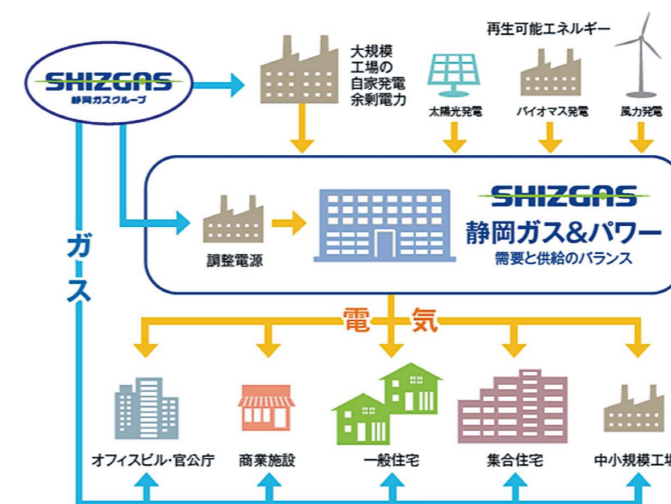 再生可能エネルギー
SHIZGAS
静岡ガスグループ
大規模
工場の
自家発電
余剰電力
太陽光発電
バイオマス発電
風力発電
SHIZGAS
静岡ガス&パワー
需要と供給のバランス
調整電源
ガス
電気
オフィスビル・官公庁
商業施設
一般住宅
集合住宅
中小規模工場